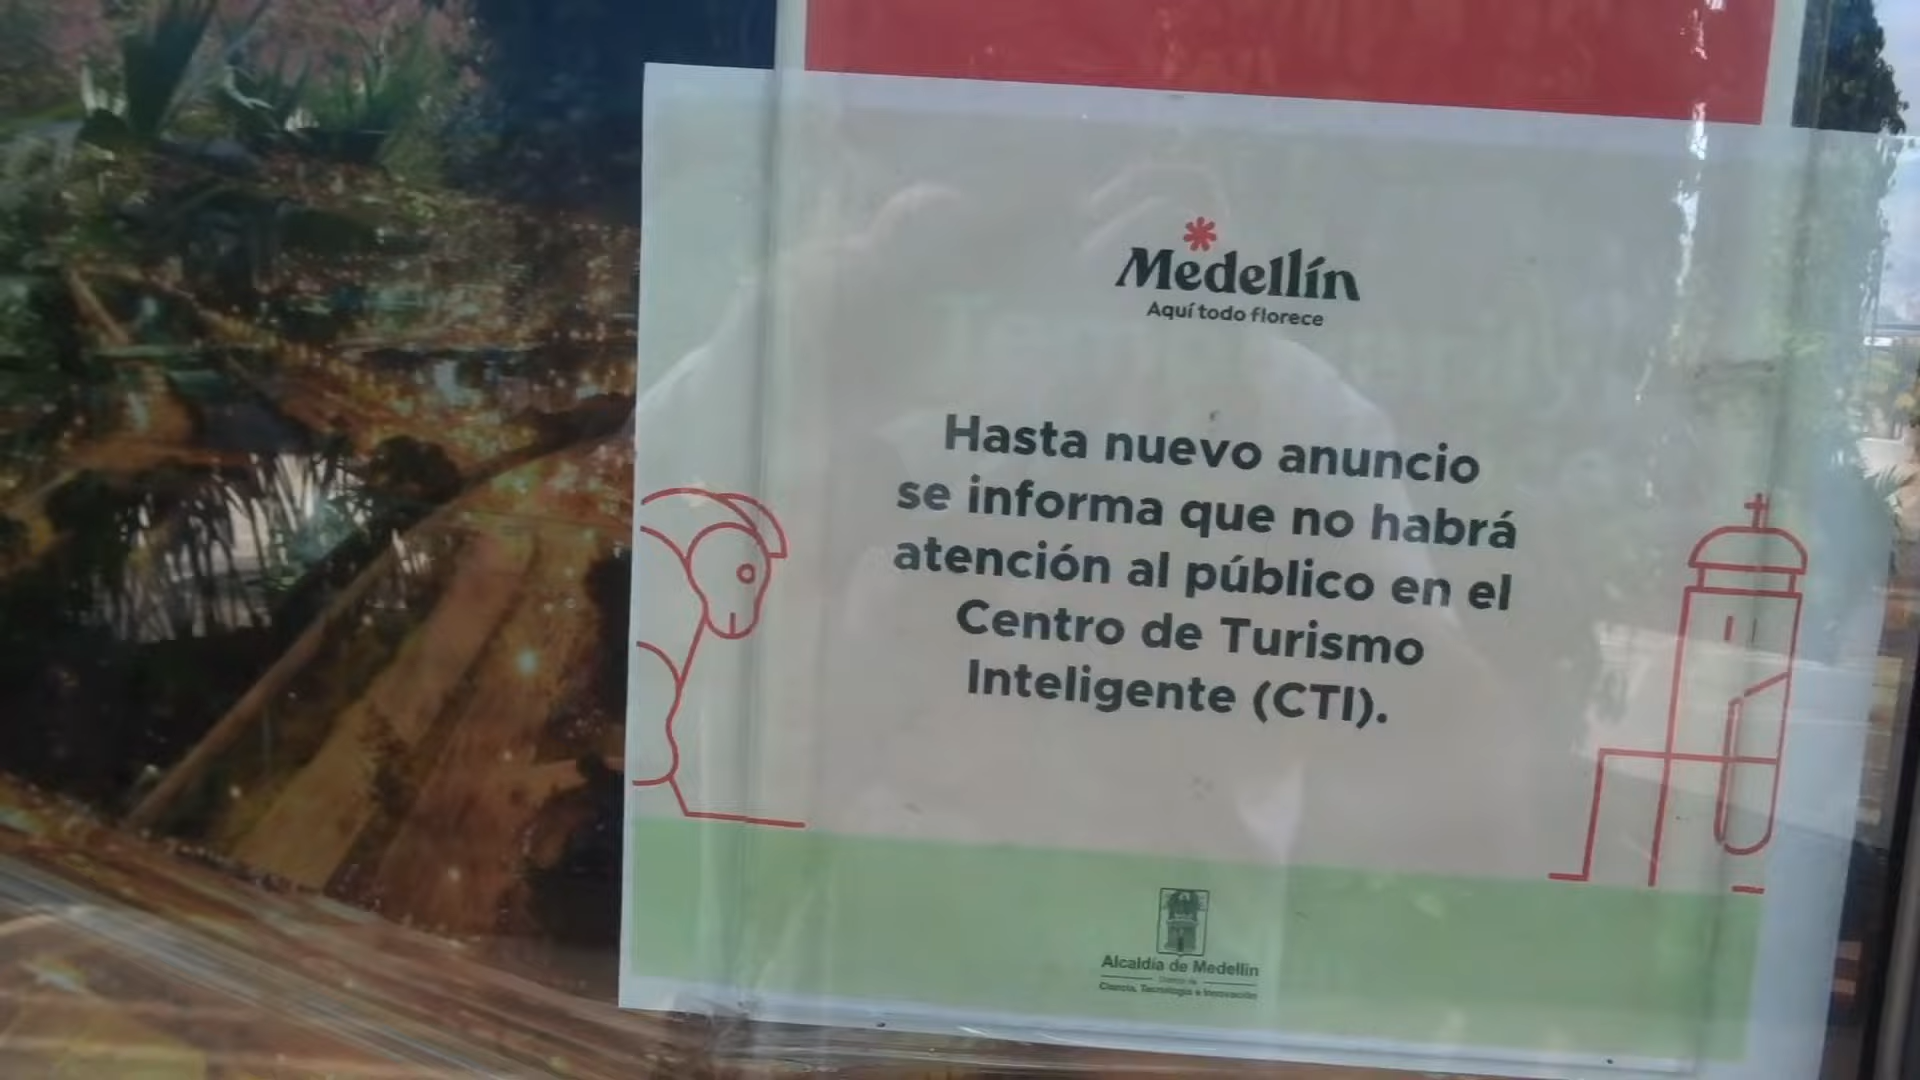 Medellín
Aquí todo florece
Hasta nuevo anuncio
se informa que no habrá
atención al público en el
Centro de Turismo
Inteligente (CTI).
Alcaldía de Medellín
Ciencia, Tecnología e Innovación